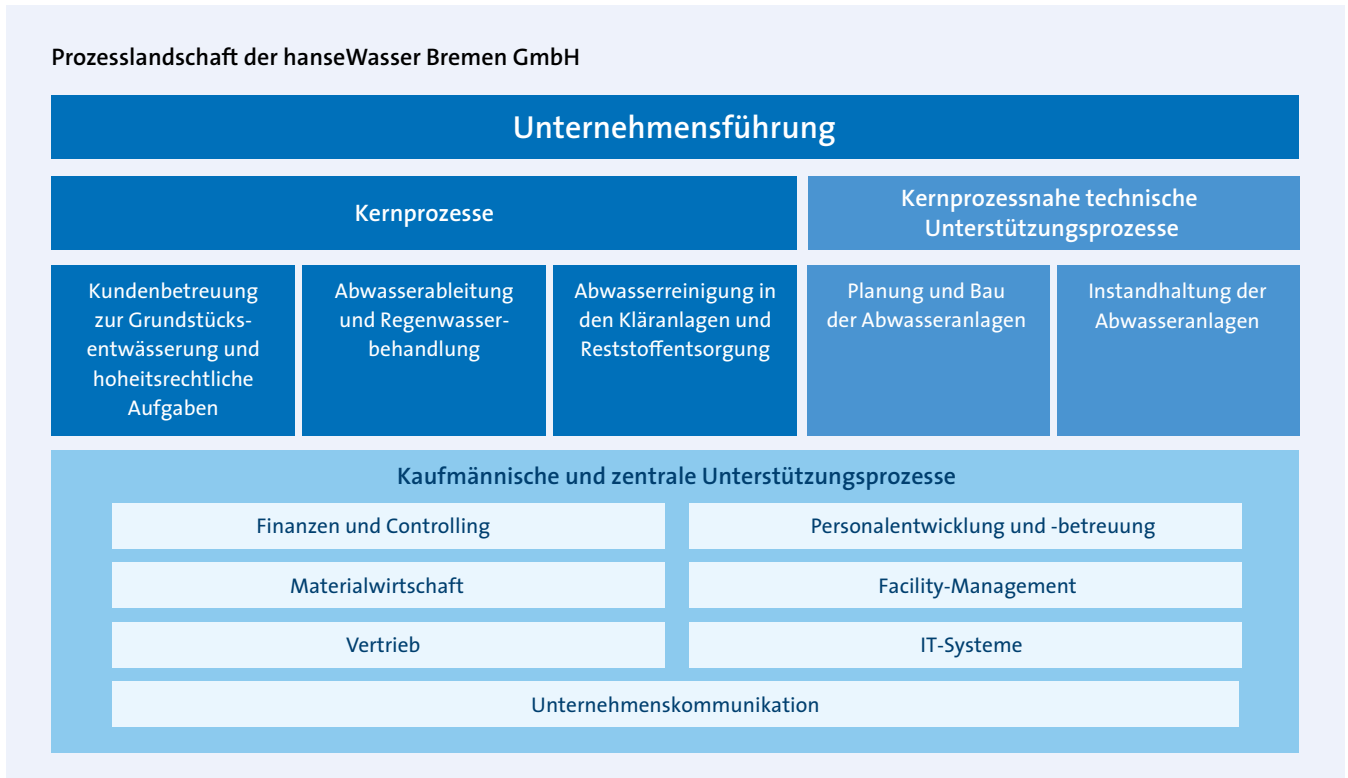 Prozesslandschaft der hanseWasser Bremen GmbH
Unternehmensführung
Kernprozesse
Kernprozessnahe technische
Unterstützungsprozesse
Kundenbetreuung
zur Grundstücks-
entwässerung und
hoheitsrechtliche
Aufgaben
Abwasserableitung
und Regenwasser-
behandlung
Abwasserreinigung in
den Kläranlagen und
Reststoffentsorgung
Planung und Bau
der Abwasseranlagen
Instandhaltung der
Abwasseranlagen
Kaufmännische und zentrale Unterstützungsprozesse
Finanzen und Controlling
Personalentwicklung und -betreuung
Materialwirtschaft
Facility-Management
Vertrieb
IT-Systeme
Unternehmenskommunikation